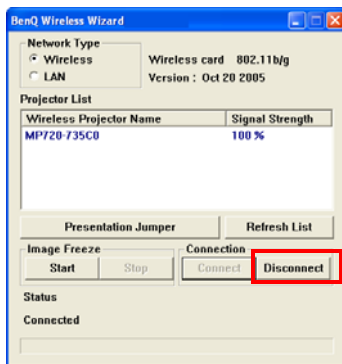 BenQ Wireless Wizard
Network Type
Wireless Wireless card 802.11b/g
LAN Version : Oct 20 2005
Projector List
Wireless Projector Name Signal Strength
MP720-735C0 100 %
Presentation Jumper Refresh List
Image Freeze Connection
Start Stop Connect Disconnect
Status
Connected